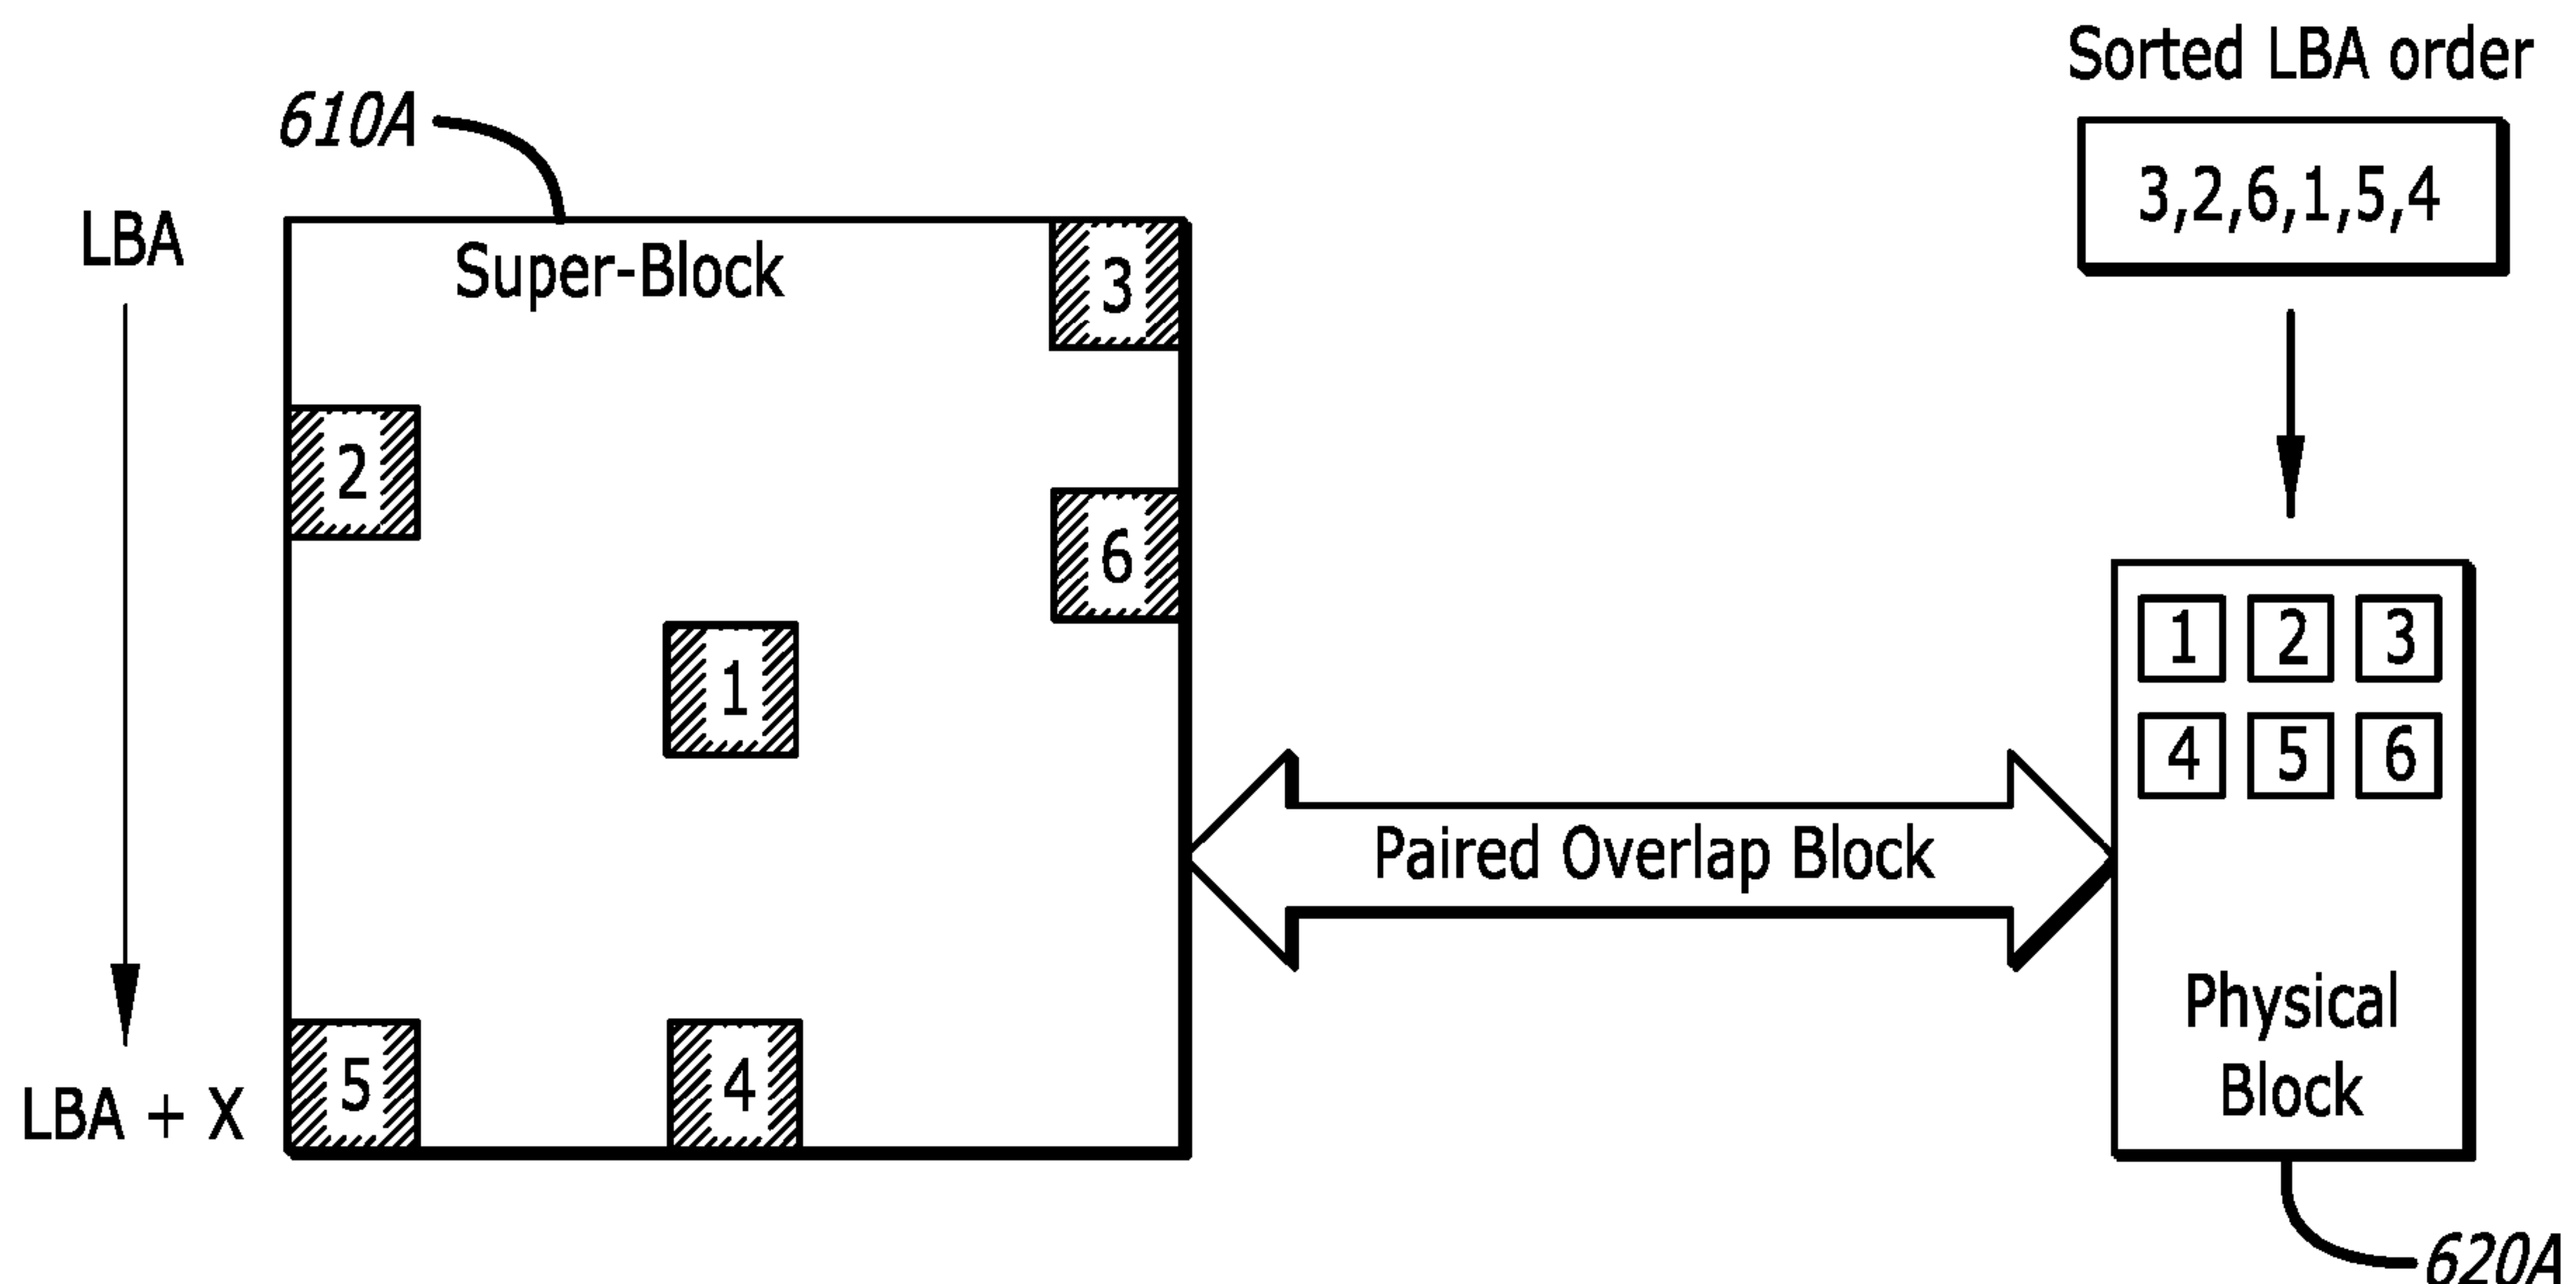 Sorted LBA order
610A
3,2,6,1,5,4
LBA
Super-Block
3
2
6
1
1 2 3
4 5 6
Paired Overlap Block
Physical
Block
5
4
LBA + X
620A